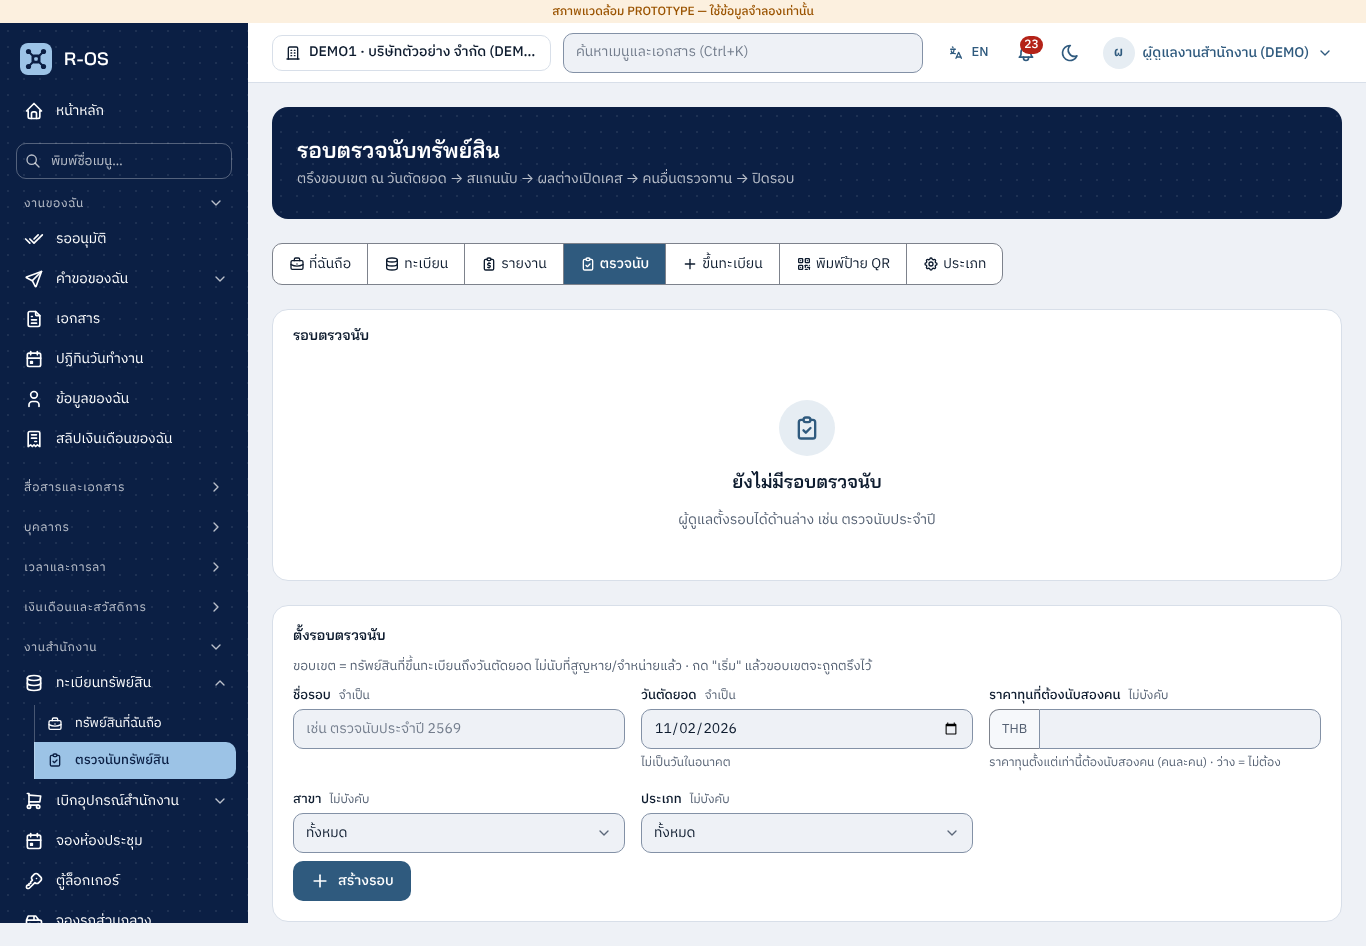 สภาพแวดล้อม PROTOTYPE — ใช้ข้อมูลจำลองเท่านั้น
R-OS
หน้าหลัก
พิมพ์ชื่อเมนู...
งานของฉัน
รออนุมัติ
คำขอของฉัน
เอกสาร
ปฏิทินวันทำงาน
ข้อมูลของฉัน
สลิปเงินเดือนของฉัน
สื่อสารและเอกสาร
บุคลากร
เวลาและการลา
เงินเดือนและสวัสดิการ
งานสำนักงาน
ทะเบียนทรัพย์สิน
ทรัพย์สินที่ฉันถือ
ตรวจนับทรัพย์สิน
เบิกอุปกรณ์สำนักงาน
จองห้องประชุม
ตู้ล็อกเกอร์
จองรถส่วนกลาง
DEMO1 · บริษัทตัวอย่าง จำกัด (DEM...
ค้นหาเมนูและเอกสาร (Ctrl+K)
EN
23
ผ
ผู้ดูแลงานสำนักงาน (DEMO)
รอบตรวจนับทรัพย์สิน
ตรึงขอบเขต ณ วันตัดยอด → สแกนนับ → ผลต่างเปิดเคส → คนอื่นตรวจทาน → ปิดรอบ
ที่ฉันถือ
ทะเบียน
รายงาน
ตรวจนับ
ขึ้นทะเบียน
พิมพ์ป้าย QR
ประเภท
รอบตรวจนับ
ยังไม่มีรอบตรวจนับ
ผู้ดูแลตั้งรอบได้ด้านล่าง เช่น ตรวจนับประจำปี
ตั้งรอบตรวจนับ
ขอบเขต = ทรัพย์สินที่ขึ้นทะเบียนถึงวันตัดยอด ไม่นับที่สูญหาย/จำหน่ายแล้ว · กด "เริ่ม" แล้วขอบเขตจะถูกตรึงไว้
ชื่อรอบ จำเป็น
เช่น ตรวจนับประจำปี 2569
วันตัดยอด จำเป็น
11/02/2026
ไม่เป็นวันในอนาคต
ราคาทุนที่ต้องนับสองคน ไม่บังคับ
THB
ราคาทุนตั้งแต่เท่านี้ต้องนับสองคน (คนละคน) · ว่าง = ไม่ต้อง
สาขา ไม่บังคับ
ทั้งหมด
ประเภท ไม่บังคับ
ทั้งหมด
สร้างรอบ